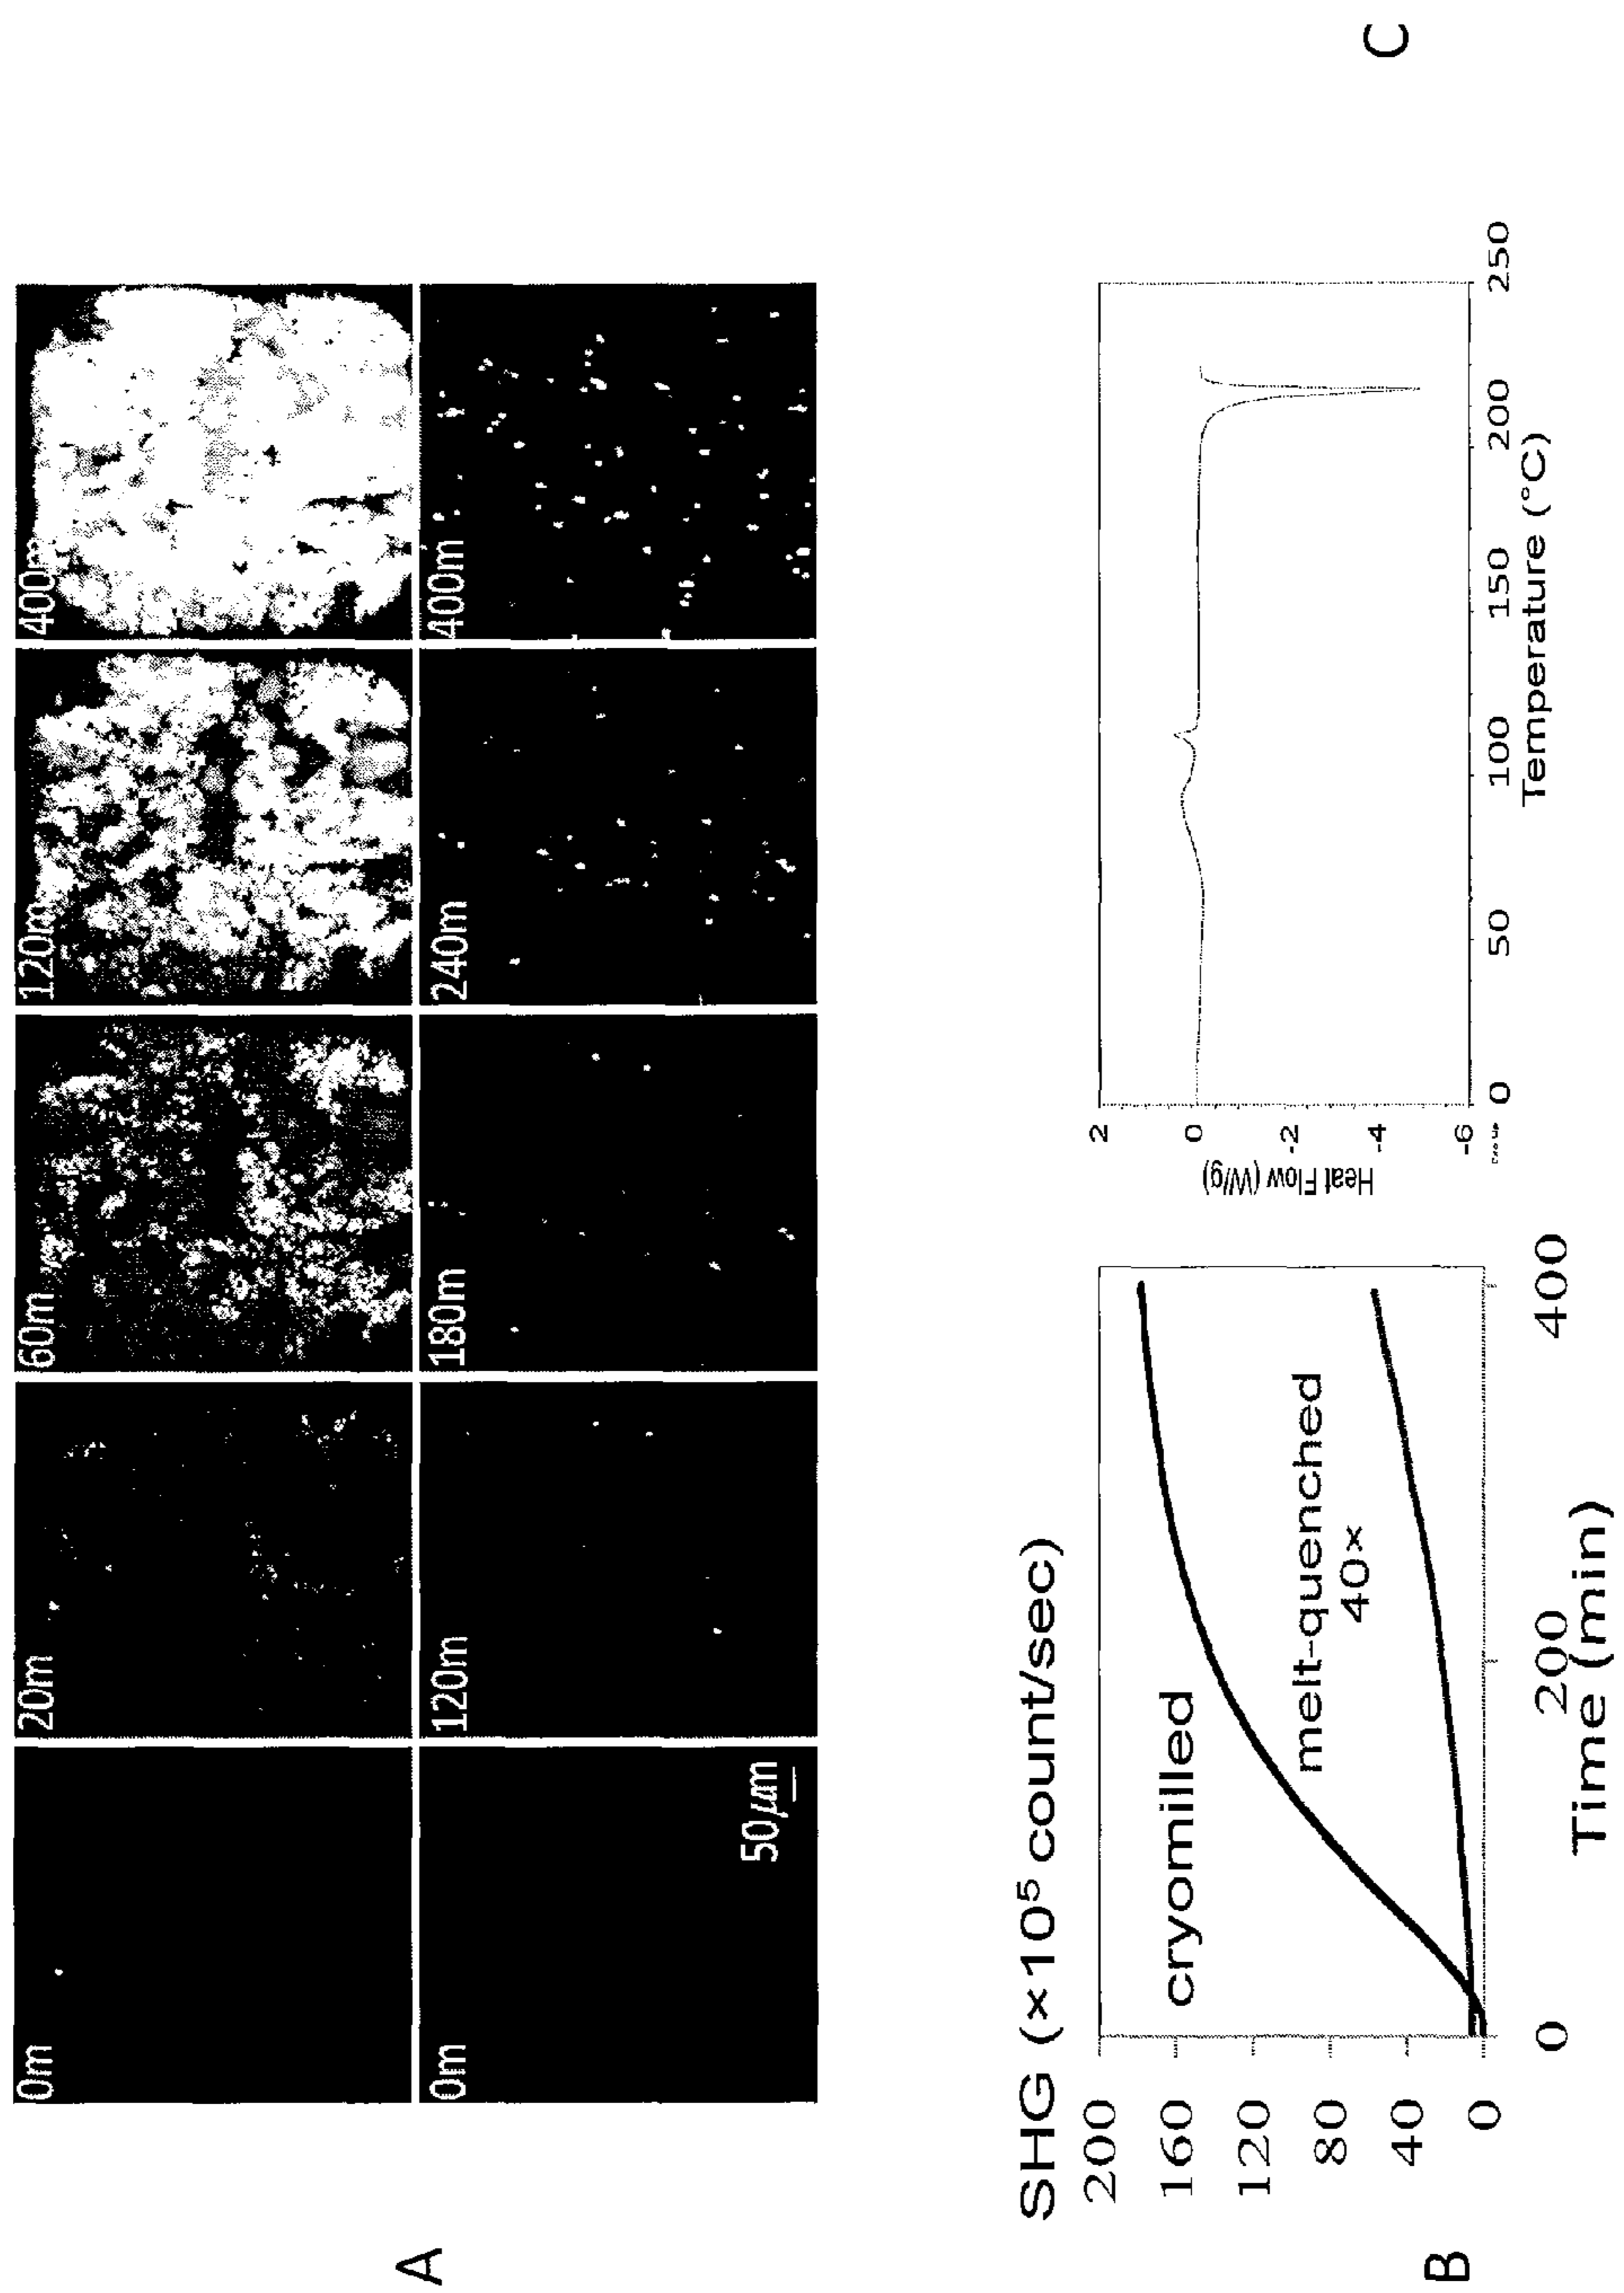 A
0m
20m
60m
120m
400m
0m
50μm
120m
180m
240m
400m
B
SHG (×10⁵ count/sec)
200
160
120
80
40
0
cryomilled
melt-quenched
40×
0
200
400
Time (min)
C
Heat Flow (W/g)
2
0
-2
-4
-6
0
50
100
150
200
250
Temperature (°C)